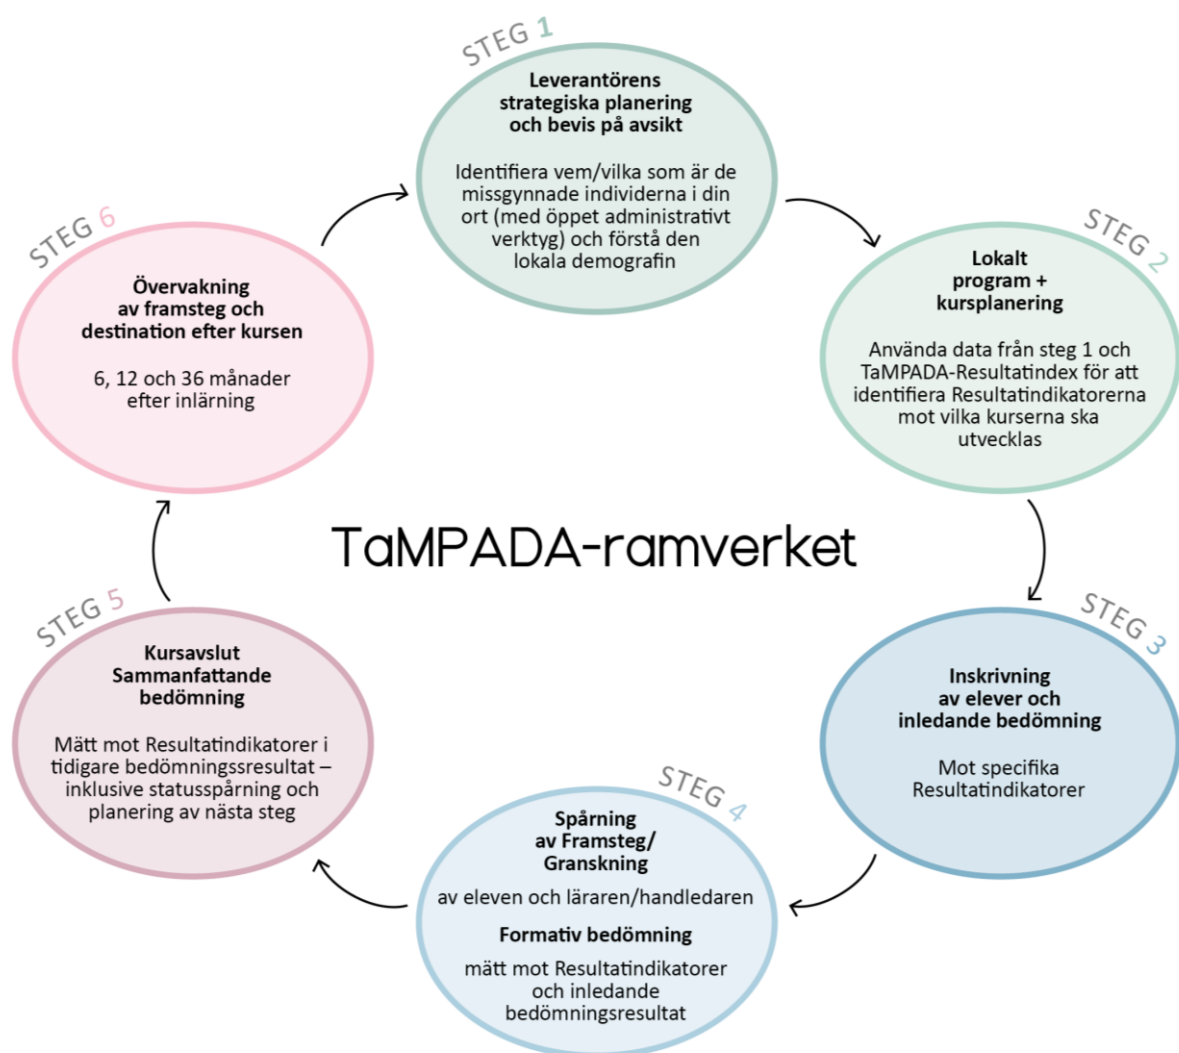 STEG 1
Leverantörens
strategiska planering
och bevis på avsikt
Identifiera vem/vilka som är de
missgynnade individerna i din
ort (med öppet administrativt
verktyg) och förstå den
lokala demografin
STEG 2
Lokalt
program +
kursplanering
Använda data från steg 1 och
TaMPADA-Resultatindex för att
identifiera Resultatindikatorerna
mot vilka kurserna ska
utvecklas
STEG 3
Inskrivning
av elever och
inledande bedömning
Mot specifika
Resultatindikatorer
STEG 4
Spårning
av Framsteg/
Granskning
av eleven och läraren/handledaren
Formativ bedömning
mätt mot Resultatindikatorer
och inledande
bedömningsresultat
STEG 5
Kursavslut
Sammanfattande
bedömning
Mätt mot Resultatindikatorer i
tidigare bedömningssresultat –
inklusive statusspårning och
planering av nästa steg
STEG 6
Övervakning
av framsteg och
destination efter kursen
6, 12 och 36 månader
efter inlärning
TaMPADA-ramverket